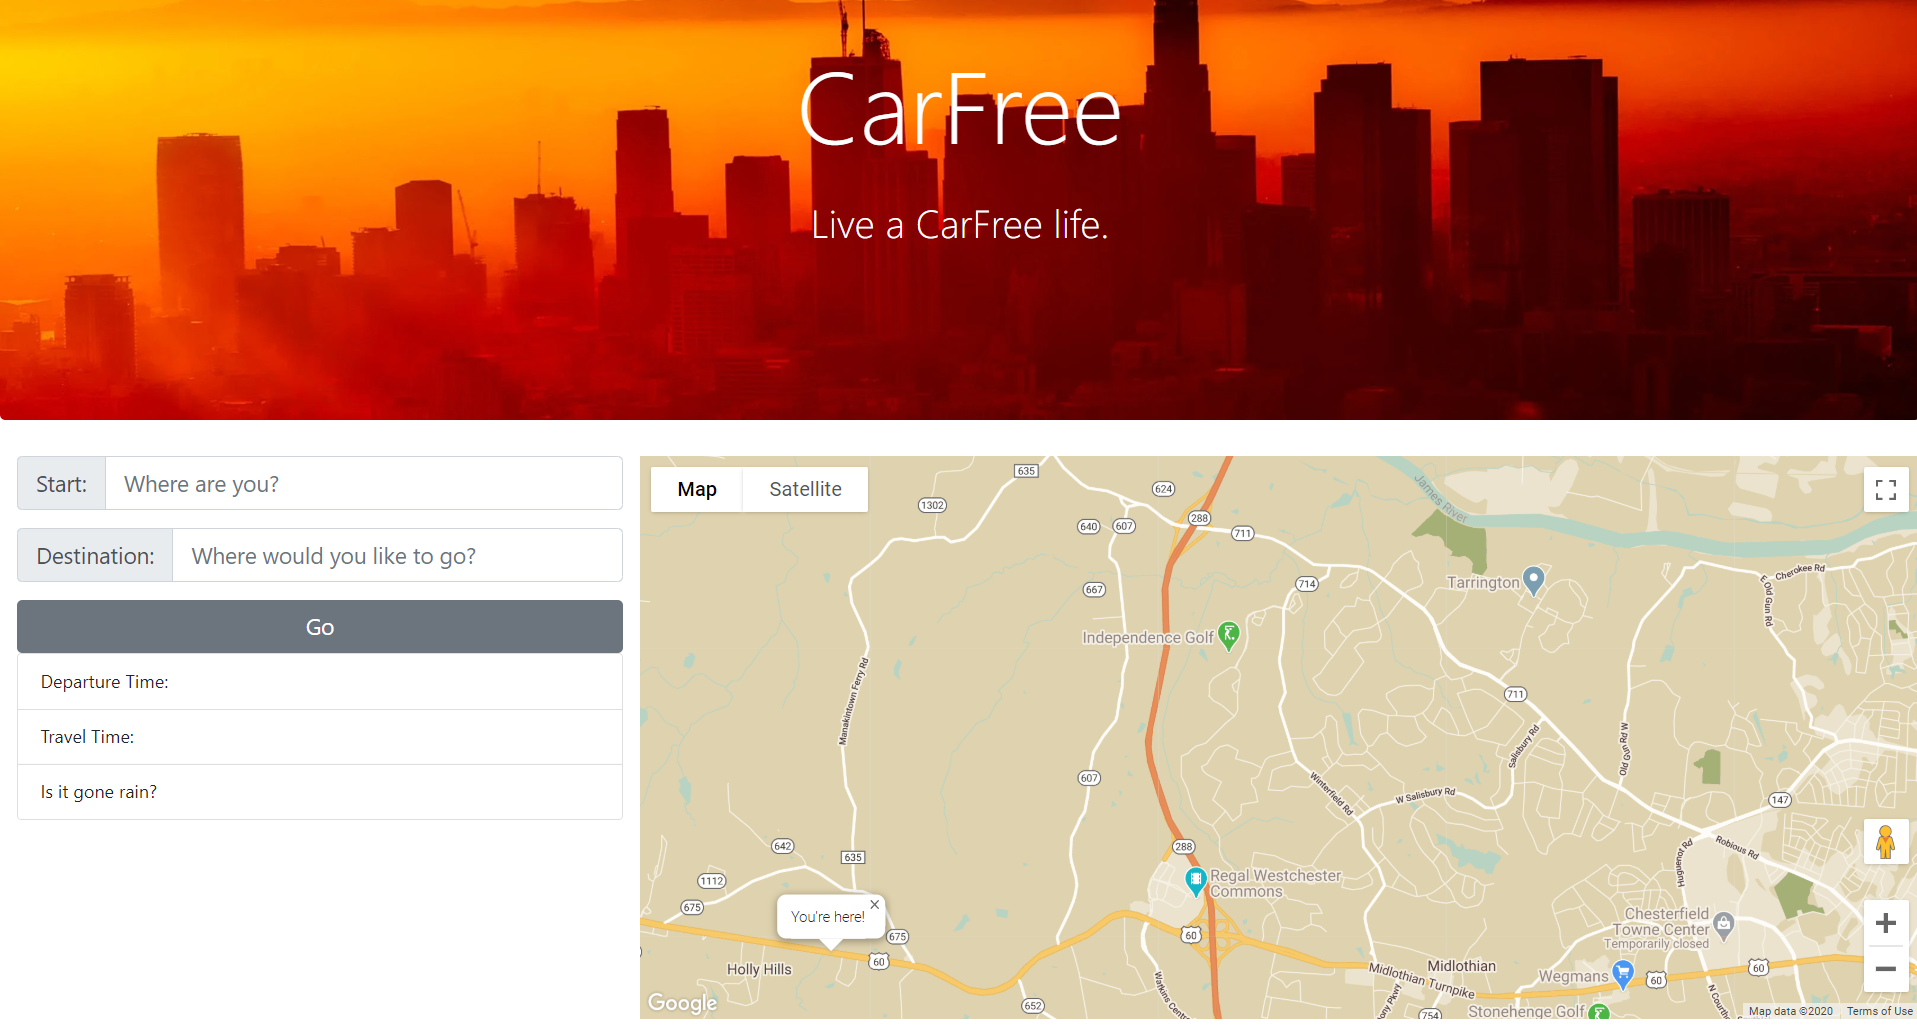 CarFree
Live a CarFree life.
Start:
Where are you?
Destination:
Where would you like to go?
Go
Departure Time:
Travel Time:
Is it gone rain?
Map
Satellite
635
1302
624
640
607
288
711
James River
667
714
Tarrington
Cherokee Rd
E Old Gun Rd
Independence Golf
Manakintown Ferry Rd
711
Salisbury Rd
Old Gun Rd W
607
Winterfield Rd
W Salisbury Rd
147
Robious Rd
Huguenot Rd
642
635
288
1112
675
Regal Westchester
Commons
You're here!
675
60
60
Holly Hills
Chesterfield
Towne Center
Temporarily closed
Midlothian
Midlothian Turnpike
Wegmans
60
60
Watkins Centre
652
754
Stonehenge Golf
Google
Map data ©2020
Terms of Use